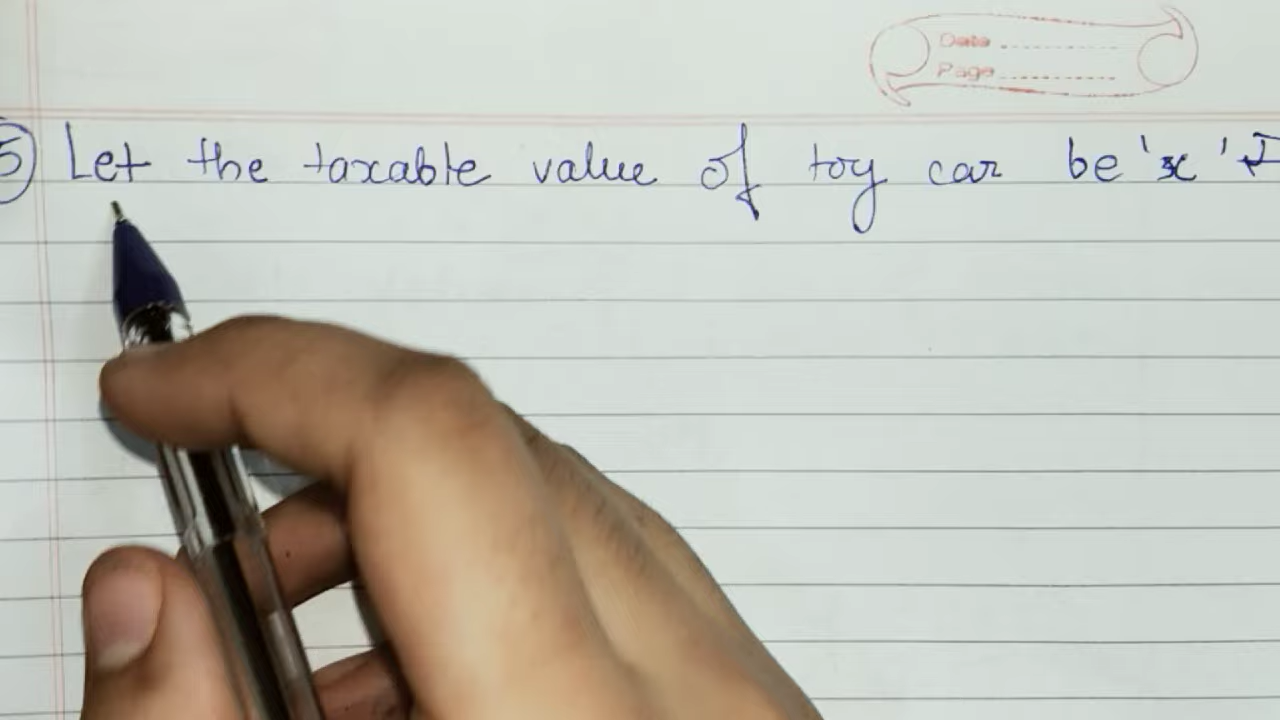 Date
Page
5) Let the taxable value of toy car be 'x' ₹